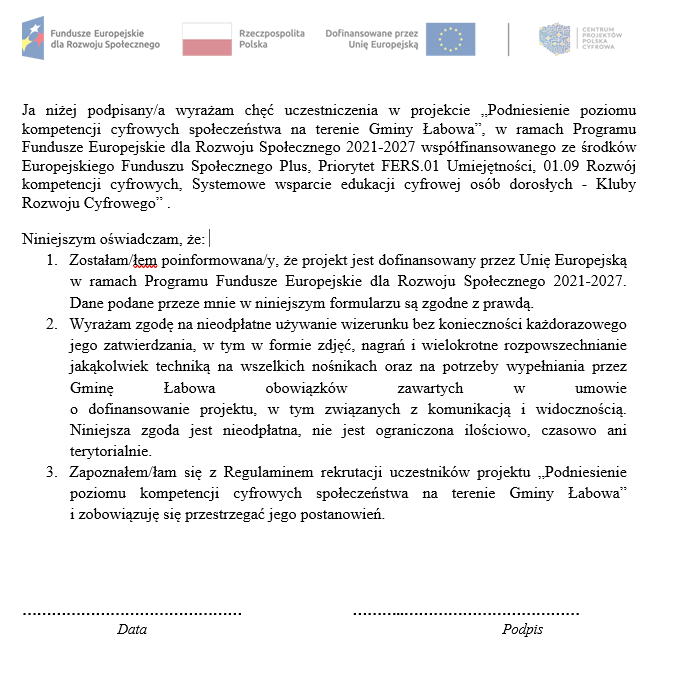 Fundusze Europejskie
dla Rozwoju Społecznego
Rzeczpospolita
Polska
Dofinansowane przez
Unię Europejską
CENTRUM
PROJEKTÓW
POLSKA
CYFROWA
Ja niżej podpisany/a wyrażam chęć uczestniczenia w projekcie „Podniesienie poziomu
kompetencji cyfrowych społeczeństwa na terenie Gminy Łabowa”, w ramach Programu
Fundusze Europejskie dla Rozwoju Społecznego 2021-2027 współfinansowanego ze środków
Europejskiego Funduszu Społecznego Plus, Priorytet FERS.01 Umiejętności, 01.09 Rozwój
kompetencji cyfrowych, Systemowe wsparcie edukacji cyfrowej osób dorosłych - Kluby
Rozwoju Cyfrowego” .
Niniejszym oświadczam, że:
1. Zostałam/łem poinformowana/y, że projekt jest dofinansowany przez Unię Europejską
w ramach Programu Fundusze Europejskie dla Rozwoju Społecznego 2021-2027.
Dane podane przeze mnie w niniejszym formularzu są zgodne z prawdą.
2. Wyrażam zgodę na nieodpłatne używanie wizerunku bez konieczności każdorazowego
jego zatwierdzania, w tym w formie zdjęć, nagrań i wielokrotne rozpowszechnianie
jakąkolwiek techniką na wszelkich nośnikach oraz na potrzeby wypełniania przez
Gminę Łabowa obowiązków zawartych w umowie
o dofinansowanie projektu, w tym związanych z komunikacją i widocznością.
Niniejsza zgoda jest nieodpłatna, nie jest ograniczona ilościowo, czasowo ani
terytorialnie.
3. Zapoznałem/łam się z Regulaminem rekrutacji uczestników projektu „Podniesienie
poziomu kompetencji cyfrowych społeczeństwa na terenie Gminy Łabowa”
i zobowiązuję się przestrzegać jego postanowień.
……………………………………… ………..………………………………
Data Podpis